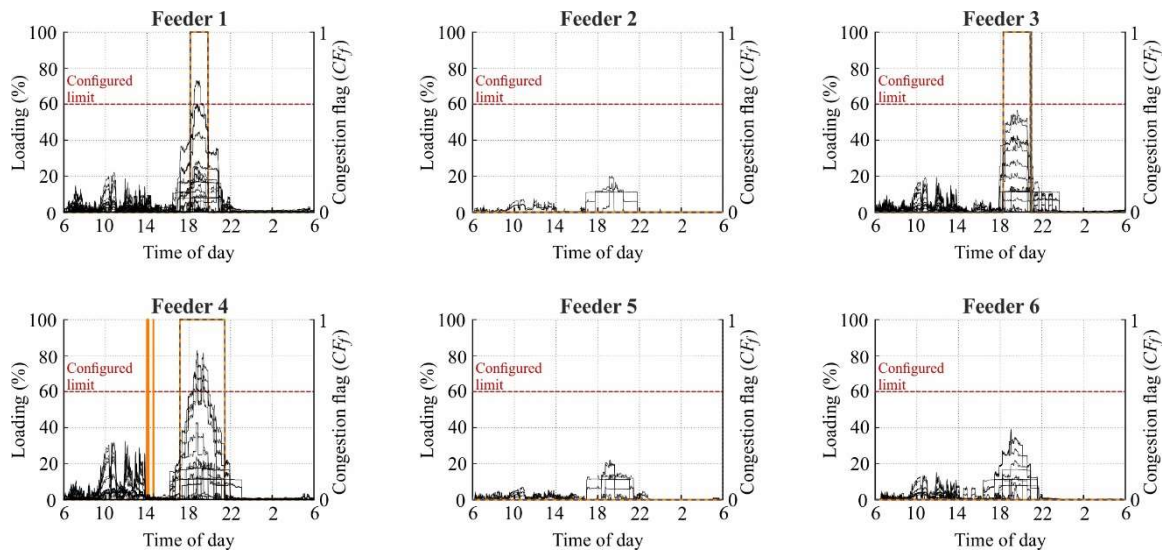 Feeder 1
Feeder 2
Feeder 3
100
80
60
40
20
0
Loading (%)
Configured
limit
1
0
Congestion flag (CFf)
6 10 14 18 22 2 6
Time of day
100
80
60
40
20
0
Loading (%)
Configured
limit
1
0
Congestion flag (CFf)
6 10 14 18 22 2 6
Time of day
100
80
60
40
20
0
Loading (%)
Configured
limit
1
0
Congestion flag (CFf)
6 10 14 18 22 2 6
Time of day
Feeder 4
Feeder 5
Feeder 6
100
80
60
40
20
0
Loading (%)
Configured
limit
1
0
Congestion flag (CFf)
6 10 14 18 22 2 6
Time of day
100
80
60
40
20
0
Loading (%)
Configured
limit
1
0
Congestion flag (CFf)
6 10 14 18 22 2 6
Time of day
100
80
60
40
20
0
Loading (%)
Configured
limit
1
0
Congestion flag (CFf)
6 10 14 18 22 2 6
Time of day